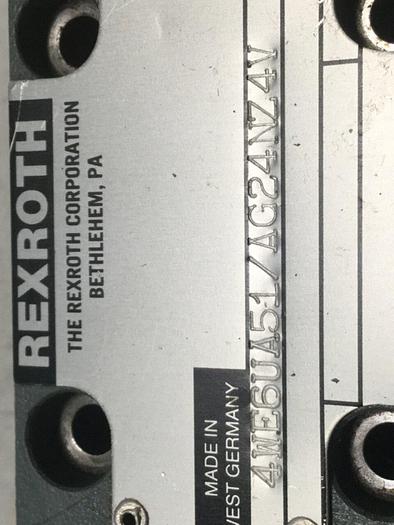 REXROTH
THE REXROTH CORPORATION
BETHLEHEM, PA
MADE IN
WEST GERMANY
4WE6UA51/AG24NZ4V